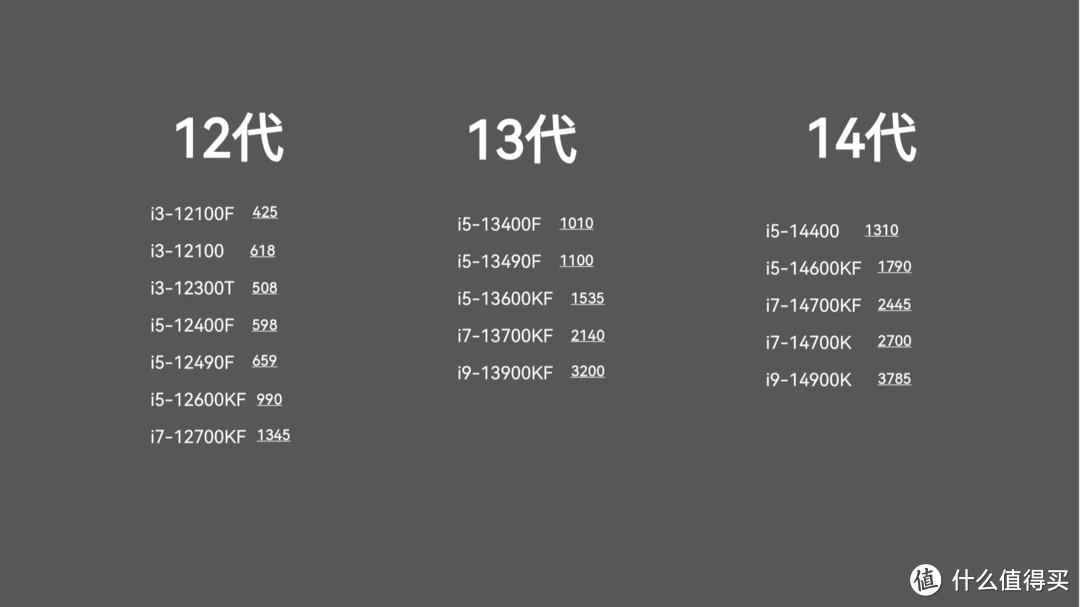 12代
i3-12100F 425
i3-12100 618
i3-12300T 508
i5-12400F 598
i5-12490F 659
i5-12600KF 990
i7-12700KF 1345
13代
i5-13400F 1010
i5-13490F 1100
i5-13600KF 1535
i7-13700KF 2140
i9-13900KF 3200
14代
i5-14400 1310
i5-14600KF 1790
i7-14700KF 2445
i7-14700K 2700
i9-14900K 3785
值 什么值得买